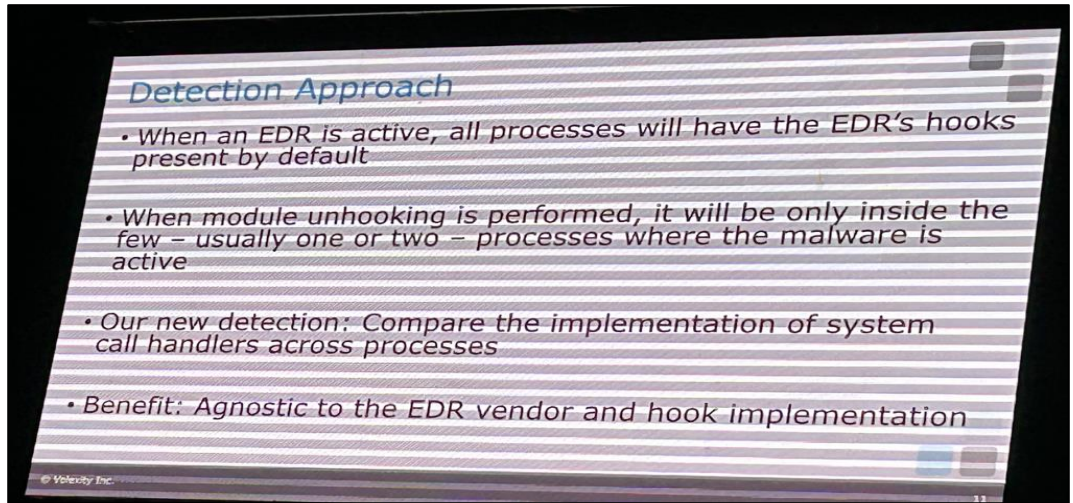 Detection Approach
• When an EDR is active, all processes will have the EDR's hooks
present by default
• When module unhooking is performed, it will be only inside the
few – usually one or two – processes where the malware is
active
• Our new detection: Compare the implementation of system
call handlers across processes
• Benefit: Agnostic to the EDR vendor and hook implementation
© Volexity Inc.
11